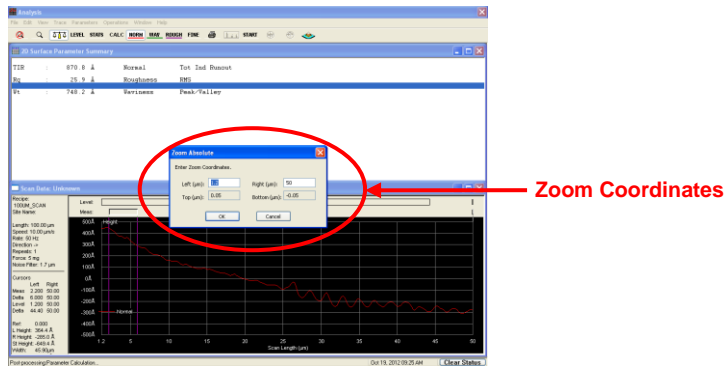 Analysis
File Edit View Trace Parameters Operations Window Help
LEVEL STATS CALC NORM WAV ROUGH FINE START
2D Surface Parameter Summary
TIR : 870.8 Å Normal Tot Ind Runout
Rq : 25.9 Å Roughness RMS
Wt : 748.2 Å Waviness Peak/Valley
Zoom Absolute
Enter Zoom Coordinates.
Left (µm): Right (µm): 50
Top (µm): 0.05 Bottom (µm): -0.05
OK Cancel
Zoom Coordinates
Scan Data: Unknown
Recipe:
100UM_SCAN
Site Name:
Level:
Meas:
Length: 100.00 µm
Speed: 10.00 µm/s
Rate: 50 Hz
Direction ->
Repeats: 1
Force: 5 mg
Noise Filter: 1.7 µm
Cursors
Left Right
Meas 2.200 50.00
Delta 6.000 50.00
Level 1.200 50.00
Delta 44.40 50.00
Ref: 0.000
L Height: 364.4 Å
R Height: -285.0 Å
St Height: -649.4 Å
Width: 45.90µm
Height
500Å
400Å
300Å
200Å
100Å
0Å
-100Å
-200Å
-300Å
-400Å
-500Å
Normal
1.2 5 10 15 20 25 30 35 40 45 50
Scan Length (µm)
Postprocessing Parameter Calculation... Oct 19, 2012 09:25 AM Clear Status